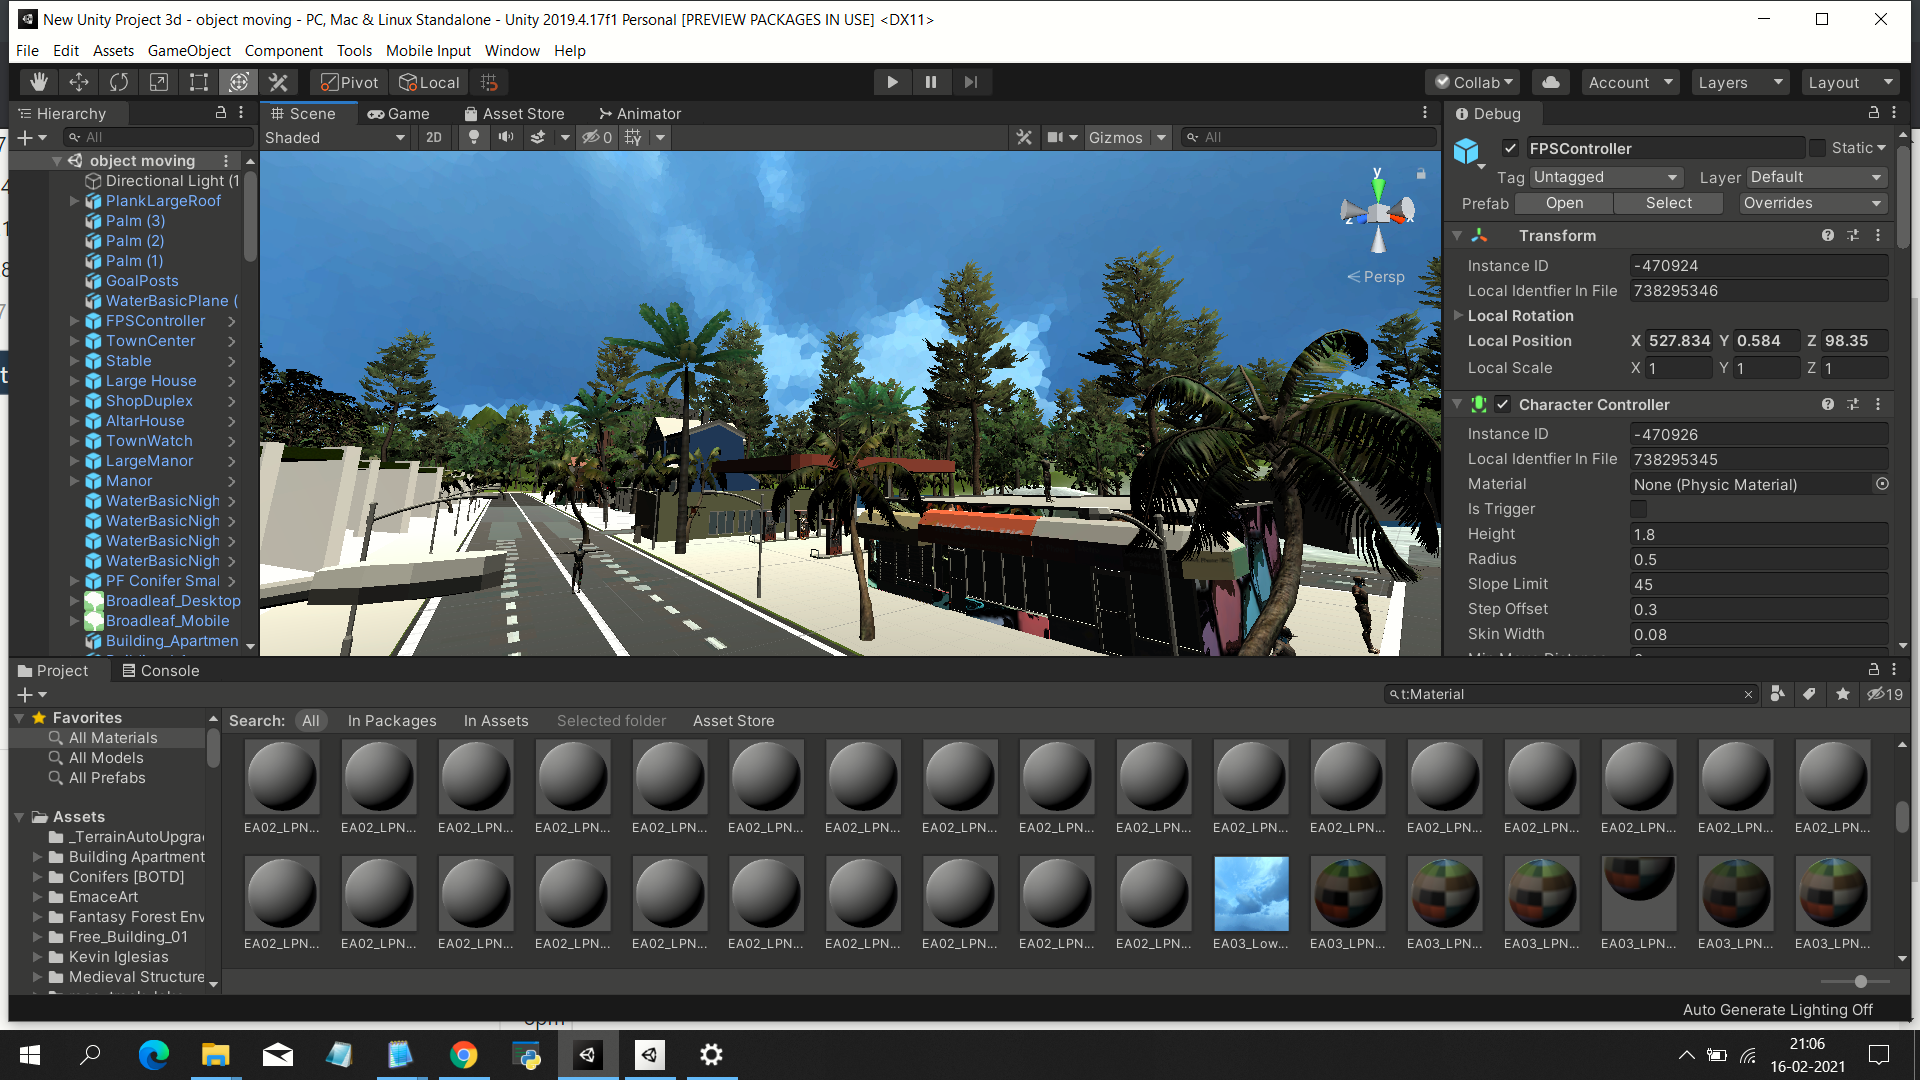 New Unity Project 3d - object moving - PC, Mac & Linux Standalone - Unity 2019.4.17f1 Personal [PREVIEW PACKAGES IN USE] <DX11>
File Edit Assets GameObject Component Tools Mobile Input Window Help
Pivot Local Collab Account Layers Layout
Hierarchy
All
object moving
Directional Light (1
PlankLargeRoof
Palm (3)
Palm (2)
Palm (1)
GoalPosts
WaterBasicPlane (
FPSController
TownCenter
Stable
Large House
ShopDuplex
AltarHouse
TownWatch
LargeManor
Manor
WaterBasicNigh
WaterBasicNigh
WaterBasicNigh
WaterBasicNigh
PF Conifer Smal
Broadleaf_Desktop
Broadleaf_Mobile
Building_Apartmen
Scene Game Asset Store Animator
Shaded 2D 0 Gizmos All
y
x
z
Persp
Debug
FPSController Static
Tag Untagged Layer Default
Prefab Open Select Overrides
Transform
Instance ID -470924
Local Identfier In File 738295346
Local Rotation
Local Position X 527.834 Y 0.584 Z 98.35
Local Scale X 1 Y 1 Z 1
Character Controller
Instance ID -470926
Local Identfier In File 738295345
Material None (Physic Material)
Is Trigger
Height 1.8
Radius 0.5
Slope Limit 45
Step Offset 0.3
Skin Width 0.08
Project Console
t:Material 19
Favorites
All Materials
All Models
All Prefabs
Assets
_TerrainAutoUpgrad
Building Apartment
Conifers [BOTD]
EmaceArt
Fantasy Forest Env
Free_Building_01
Kevin Iglesias
Medieval Structure
Search: All In Packages In Assets Selected folder Asset Store
EA02_LPN... EA02_LPN... EA02_LPN... EA02_LPN... EA02_LPN... EA02_LPN... EA02_LPN... EA02_LPN... EA02_LPN... EA02_LPN... EA02_LPN... EA02_LPN... EA02_LPN... EA02_LPN... EA02_LPN... EA02_LPN... EA02_LPN...
EA02_LPN... EA02_LPN... EA02_LPN... EA02_LPN... EA02_LPN... EA02_LPN... EA02_LPN... EA02_LPN... EA02_LPN... EA02_LPN... EA03_Low... EA03_LPN... EA03_LPN... EA03_LPN... EA03_LPN... EA03_LPN... EA03_LPN...
Auto Generate Lighting Off
21:06
16-02-2021